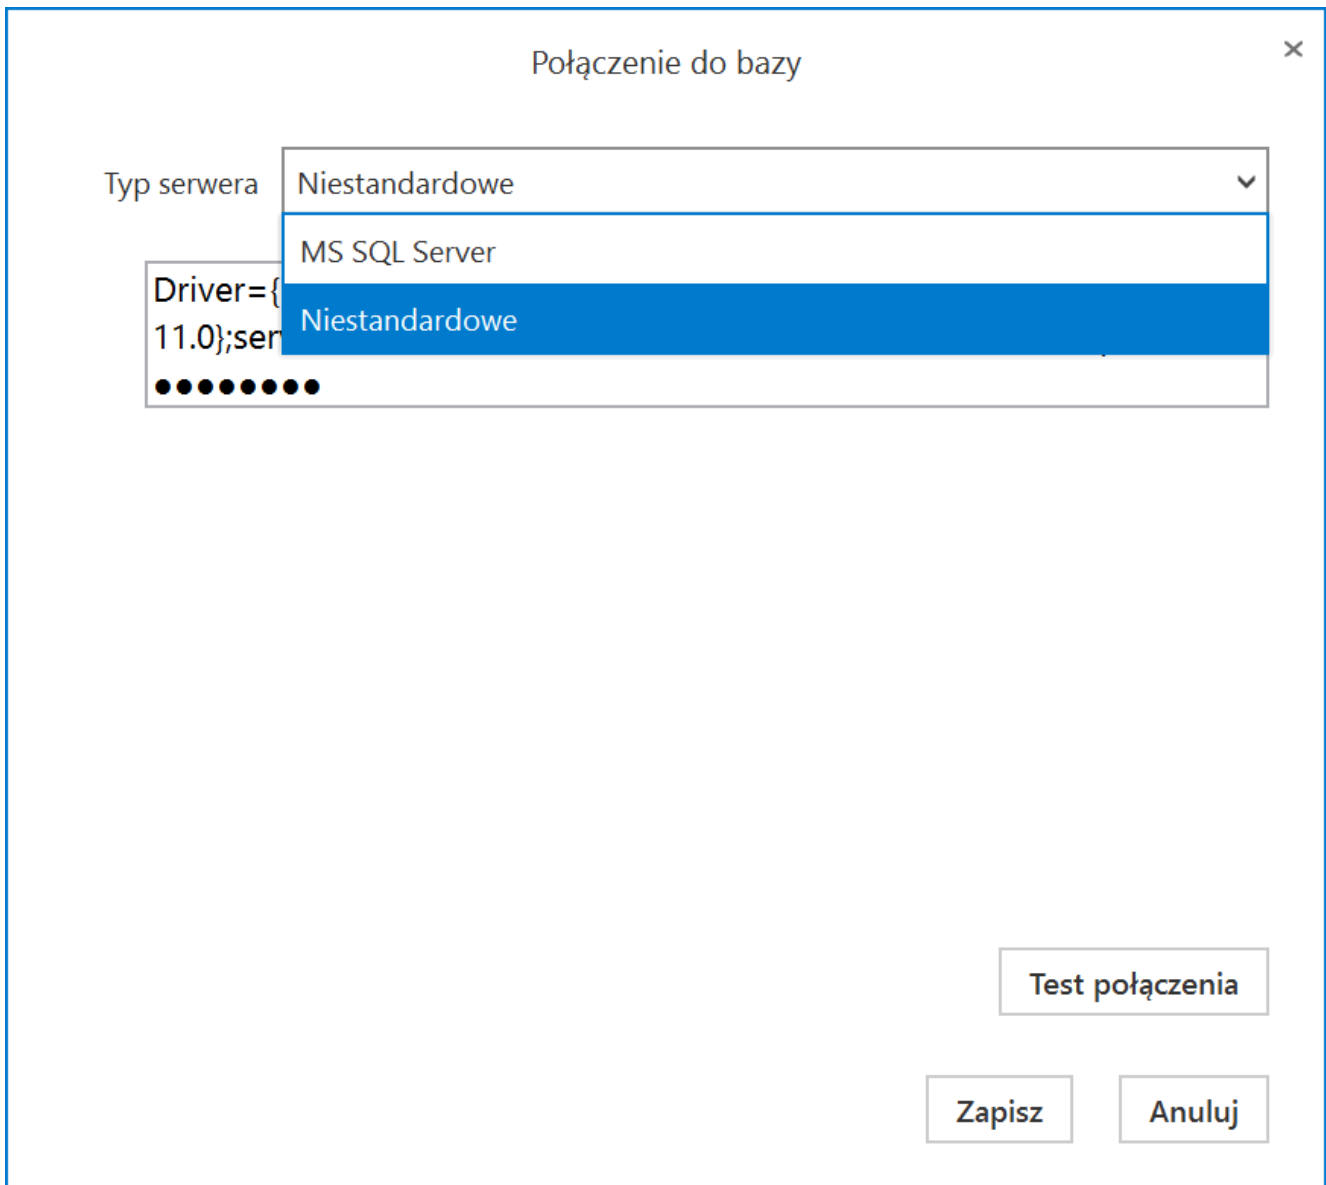 Połączenie do bazy
Typ serwera
Niestandardowe
MS SQL Server
Niestandardowe
Driver={
11.0};ser
●●●●●●●●
Test połączenia
Zapisz
Anuluj